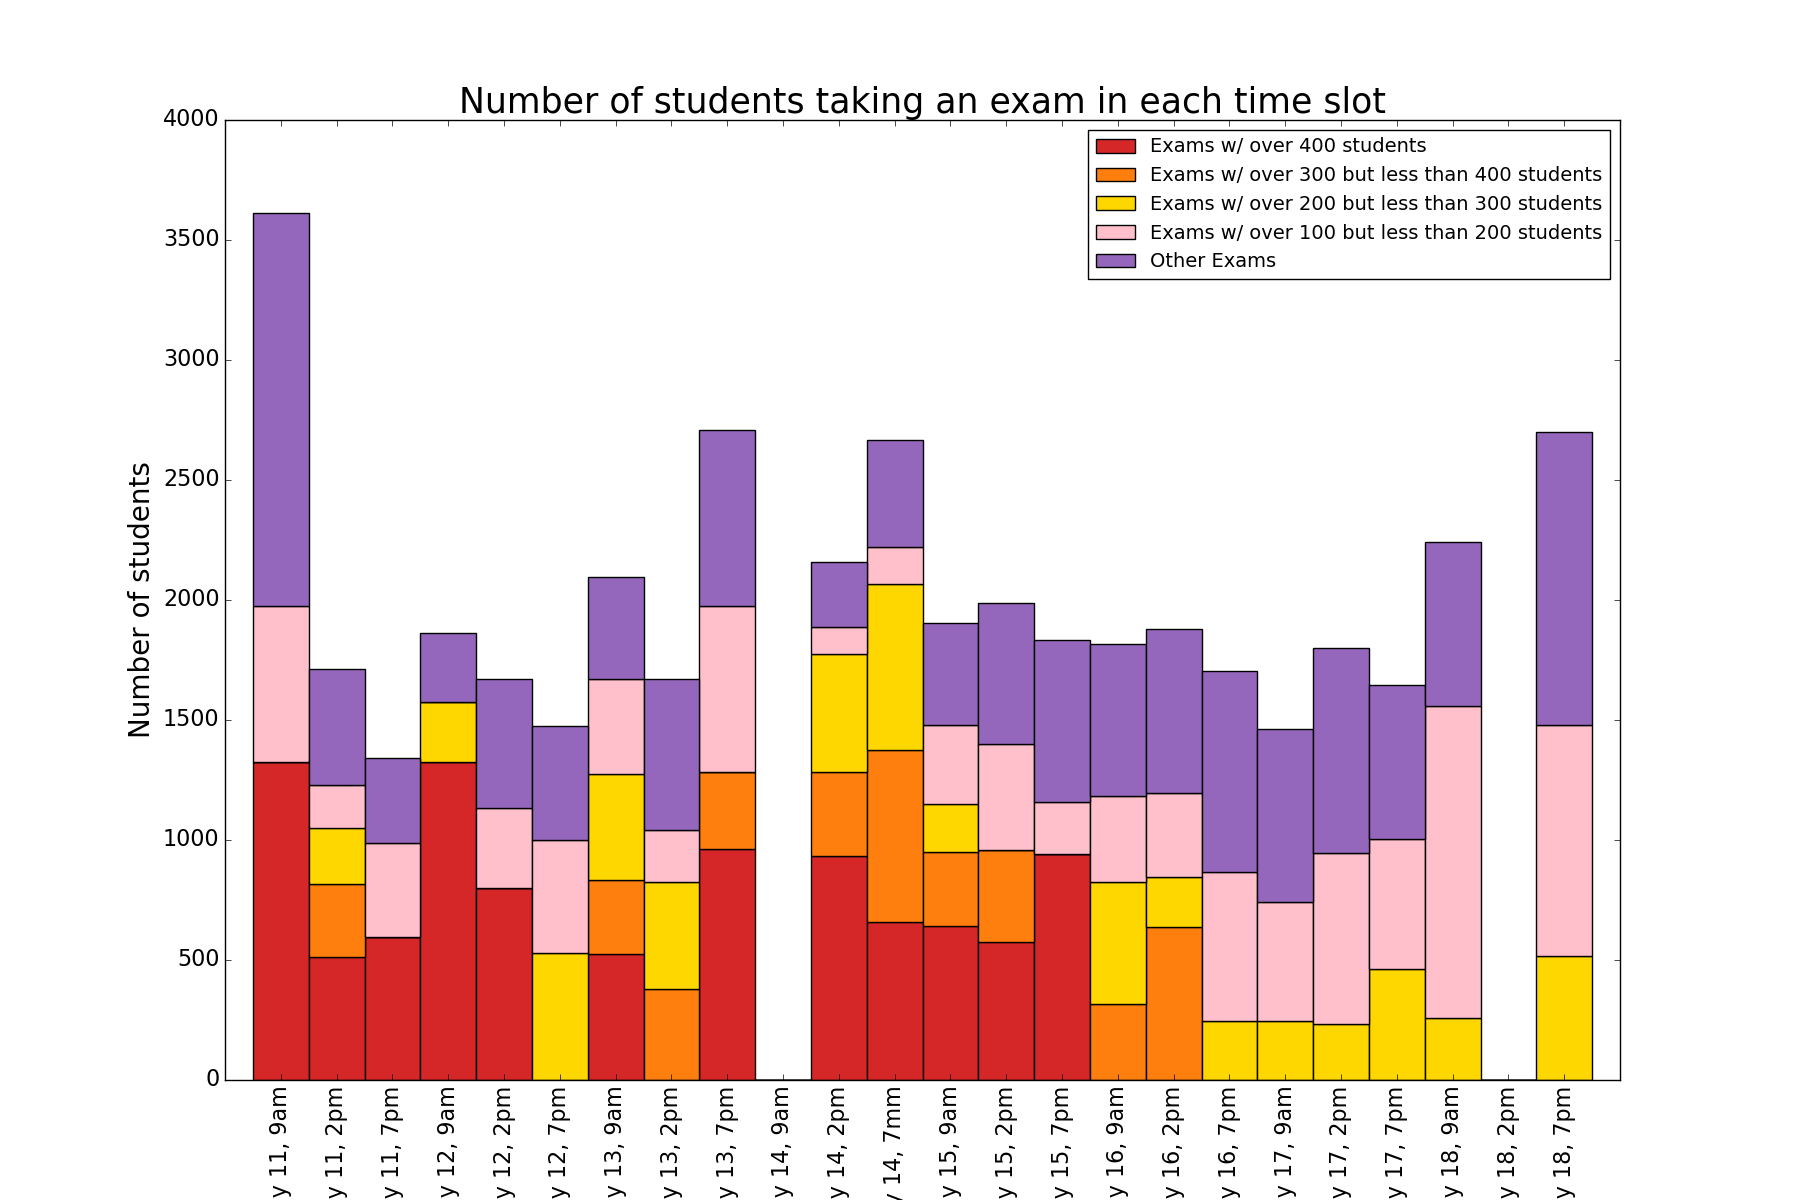 Number of students taking an exam in each time slot
Exams w/ over 400 students
Exams w/ over 300 but less than 400 students
Exams w/ over 200 but less than 300 students
Exams w/ over 100 but less than 200 students
Other Exams
Number of students
4000
3500
3000
2500
2000
1500
1000
500
0
y 11, 9am
y 11, 2pm
y 11, 7pm
y 12, 9am
y 12, 2pm
y 12, 7pm
y 13, 9am
y 13, 2pm
y 13, 7pm
y 14, 9am
y 14, 2pm
y 14, 7mm
y 15, 9am
y 15, 2pm
y 15, 7pm
y 16, 9am
y 16, 2pm
y 16, 7pm
y 17, 9am
y 17, 2pm
y 17, 7pm
y 18, 9am
y 18, 2pm
y 18, 7pm